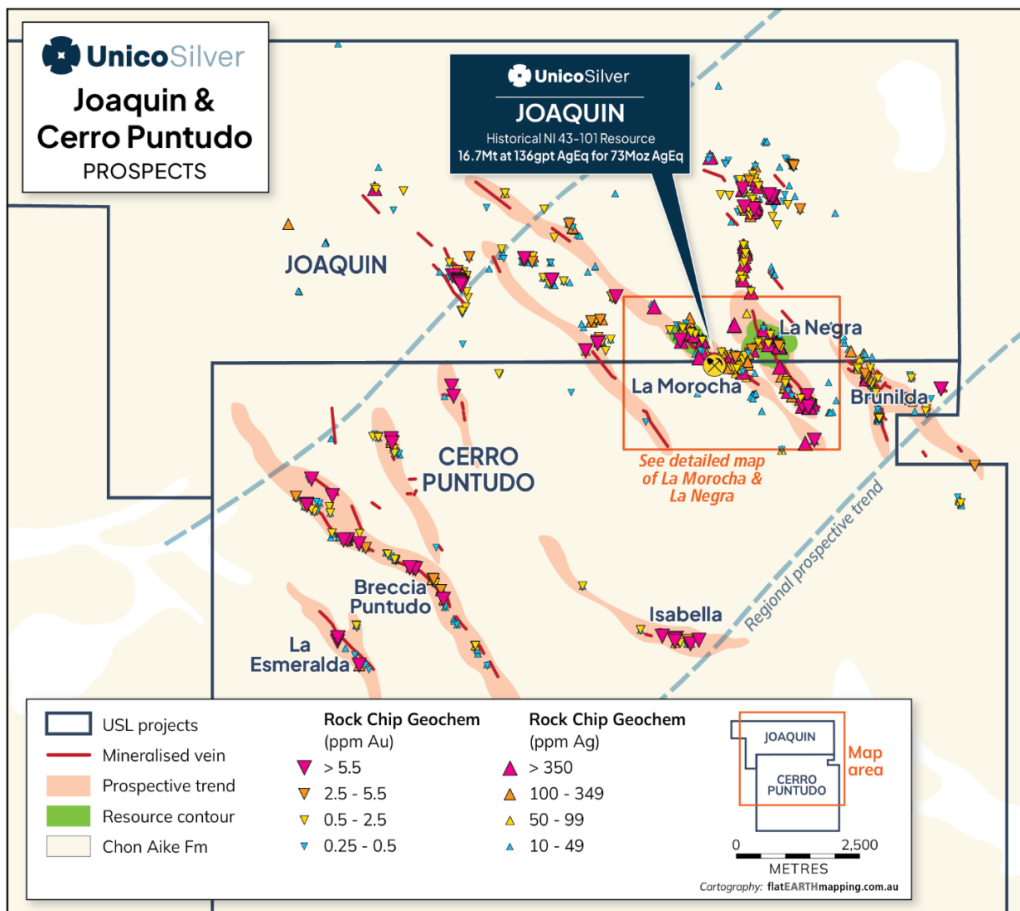 UnicoSilver
Joaquin &
Cerro Puntudo
PROSPECTS
UnicoSilver
JOAQUIN
Historical NI 43-101 Resource
16.7Mt at 136gpt AgEq for 73Moz AgEq
JOAQUIN
La Negra
La Morocha
Brunilda
See detailed map
of La Morocha &
La Negra
CERRO
PUNTUDO
Regional prospective trend
Breccia
Puntudo
Isabella
La
Esmeralda
USL projects
Mineralised vein
Prospective trend
Resource contour
Chon Aike Fm
Rock Chip Geochem
(ppm Au)
> 5.5
2.5 - 5.5
0.5 - 2.5
0.25 - 0.5
Rock Chip Geochem
(ppm Ag)
> 350
100 - 349
50 - 99
10 - 49
JOAQUIN
CERRO
PUNTUDO
Map
area
0 2,500
METRES
Cartography: flatEARTHmapping.com.au